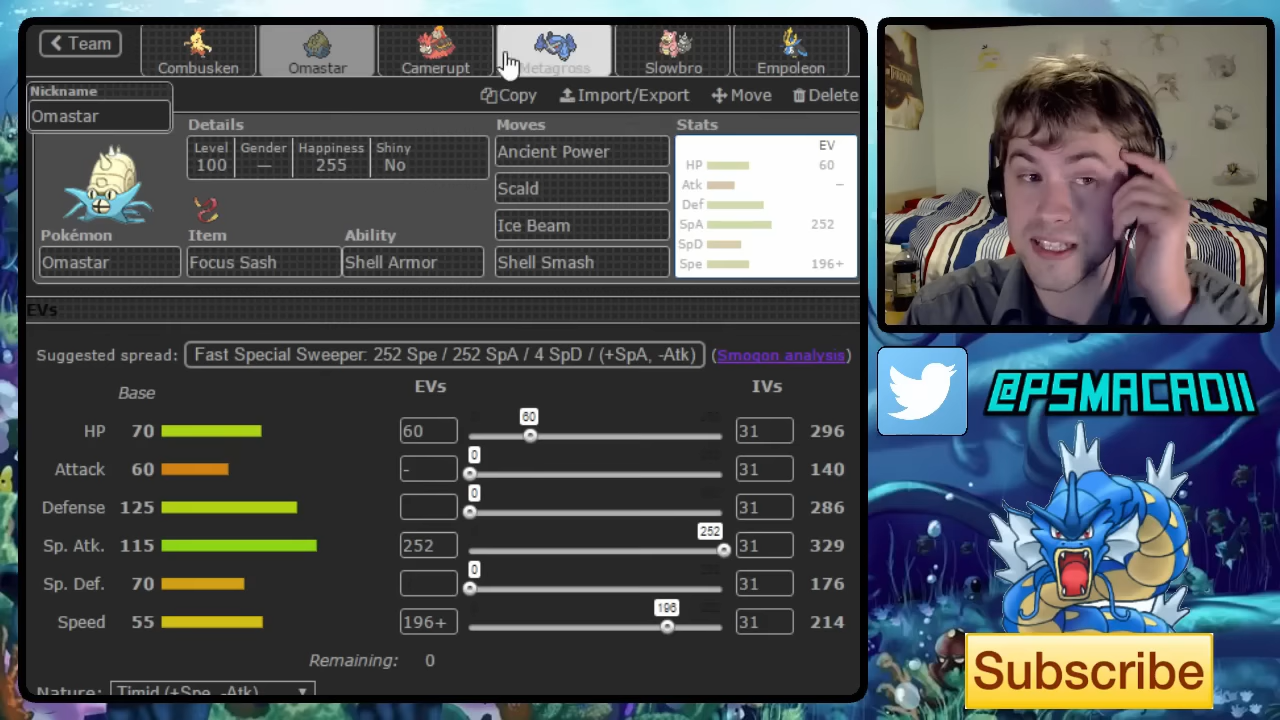 Team
Combusken
Omastar
Camerupt
Metagross
Slowbro
Empoleon
Copy
Import/Export
Move
Delete
Nickname
Omastar
Details
Level
100
Gender
—
Happiness
255
Shiny
No
Pokémon
Omastar
Item
Focus Sash
Ability
Shell Armor
Moves
Ancient Power
Scald
Ice Beam
Shell Smash
Stats
EV
HP 60
Atk –
Def
SpA 252
SpD
Spe 196+
EVs
Suggested spread: Fast Special Sweeper: 252 Spe / 252 SpA / 4 SpD / (+SpA, -Atk) (Smogon analysis)
Base EVs IVs
HP 70 60 60 31 296
Attack 60 - 0 31 140
Defense 125 0 31 286
Sp. Atk. 115 252 252 31 329
Sp. Def. 70 0 31 176
Speed 55 196+ 196 31 214
Remaining: 0
Nature: Timid (+Spe, -Atk)
@PSMACADII
Subscribe